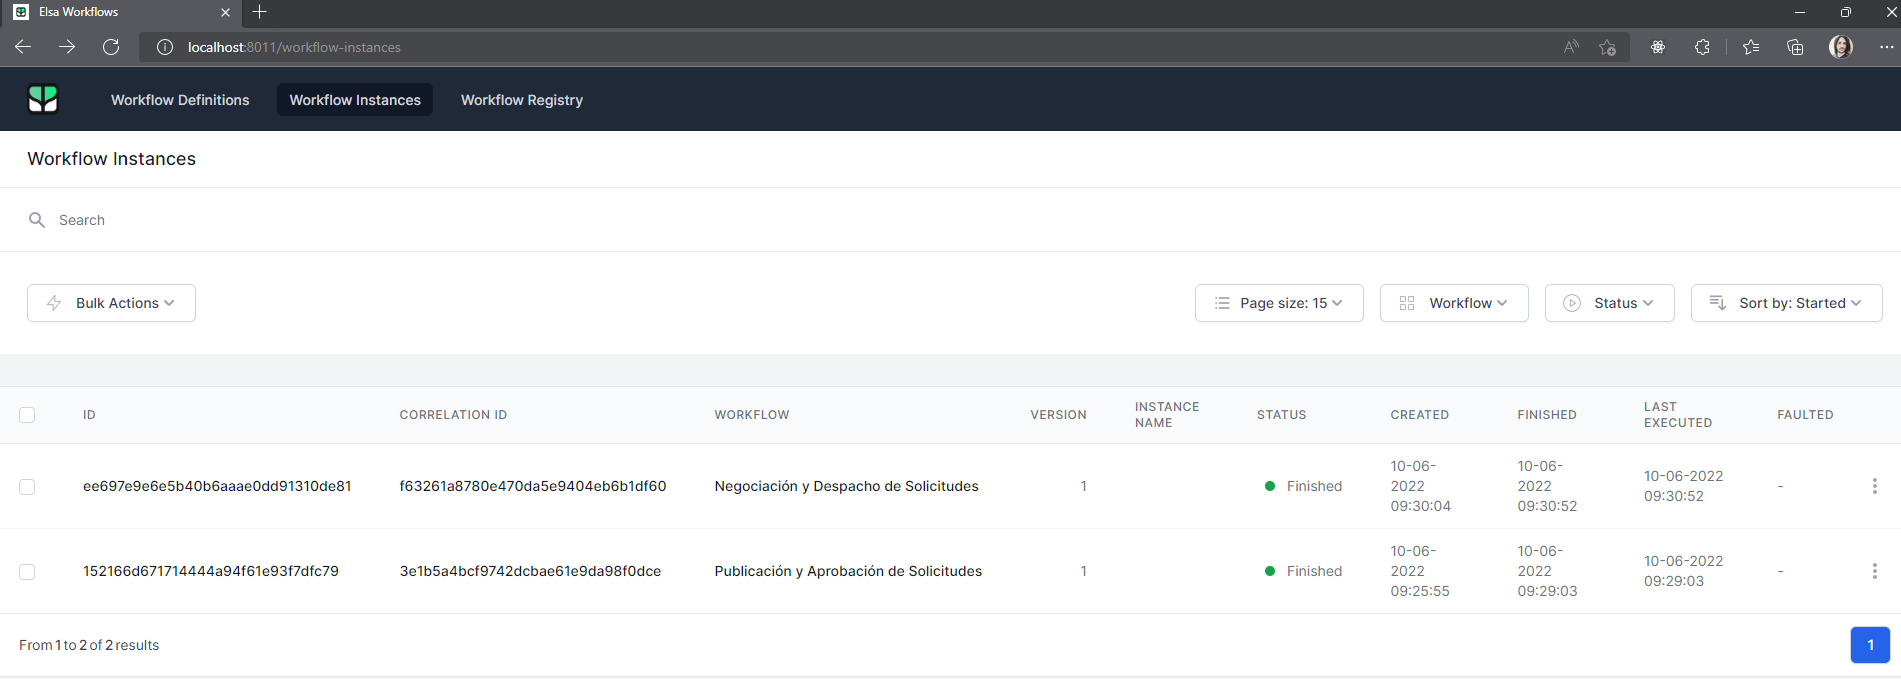 Elsa Workflows
localhost:8011/workflow-instances
Workflow Definitions Workflow Instances Workflow Registry
Workflow Instances
Search
Bulk Actions Page size: 15 Workflow Status Sort by: Started
ID CORRELATION ID WORKFLOW VERSION INSTANCE NAME STATUS CREATED FINISHED LAST EXECUTED FAULTED
ee697e9e6e5b40b6aaae0dd91310de81 f63261a8780e470da5e9404eb6b1df60 Negociación y Despacho de Solicitudes 1 Finished 10-06-2022 09:30:04 10-06-2022 09:30:52 10-06-2022 09:30:52 -
152166d671714444a94f61e93f7dfc79 3e1b5a4bcf9742dcbae61e9da98f0dce Publicación y Aprobación de Solicitudes 1 Finished 10-06-2022 09:25:55 10-06-2022 09:29:03 10-06-2022 09:29:03 -
From 1 to 2 of 2 results 1